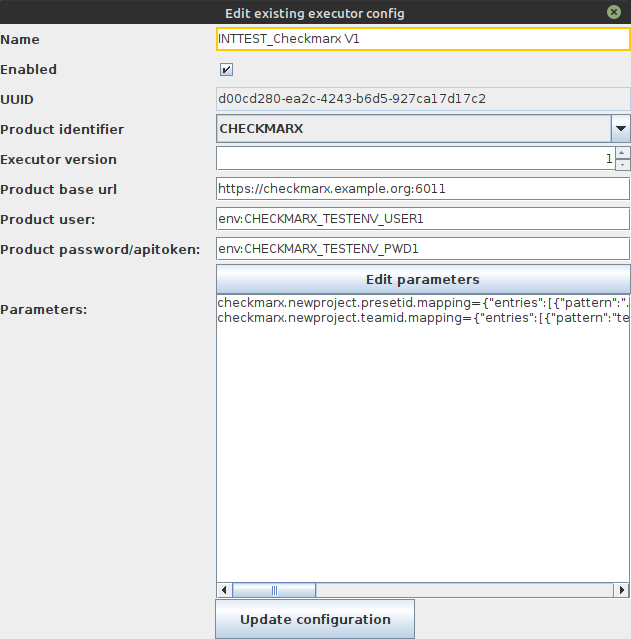 Edit existing executor config
Name INTTEST_Checkmarx V1
Enabled
UUID d00cd280-ea2c-4243-b6d5-927ca17d17c2
Product identifier CHECKMARX
Executor version 1
Product base url https://checkmarx.example.org:6011
Product user: env:CHECKMARX_TESTENV_USER1
Product password/apitoken: env:CHECKMARX_TESTENV_PWD1
Edit parameters
Parameters:
checkmarx.newproject.presetid.mapping={"entries":[{"pattern":".
checkmarx.newproject.teamid.mapping={"entries":[{"pattern":"te
Update configuration